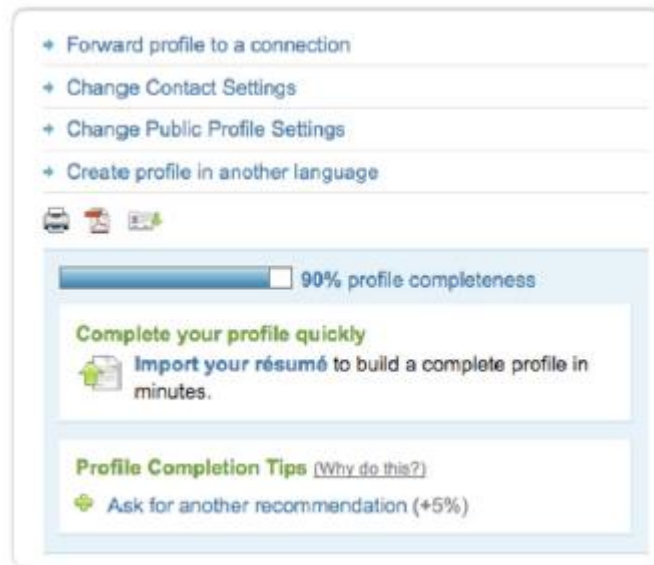 Forward profile to a connection
Change Contact Settings
Change Public Profile Settings
Create profile in another language
90% profile completeness
Complete your profile quickly
Import your résumé to build a complete profile in
minutes.
Profile Completion Tips (Why do this?)
Ask for another recommendation (+5%)